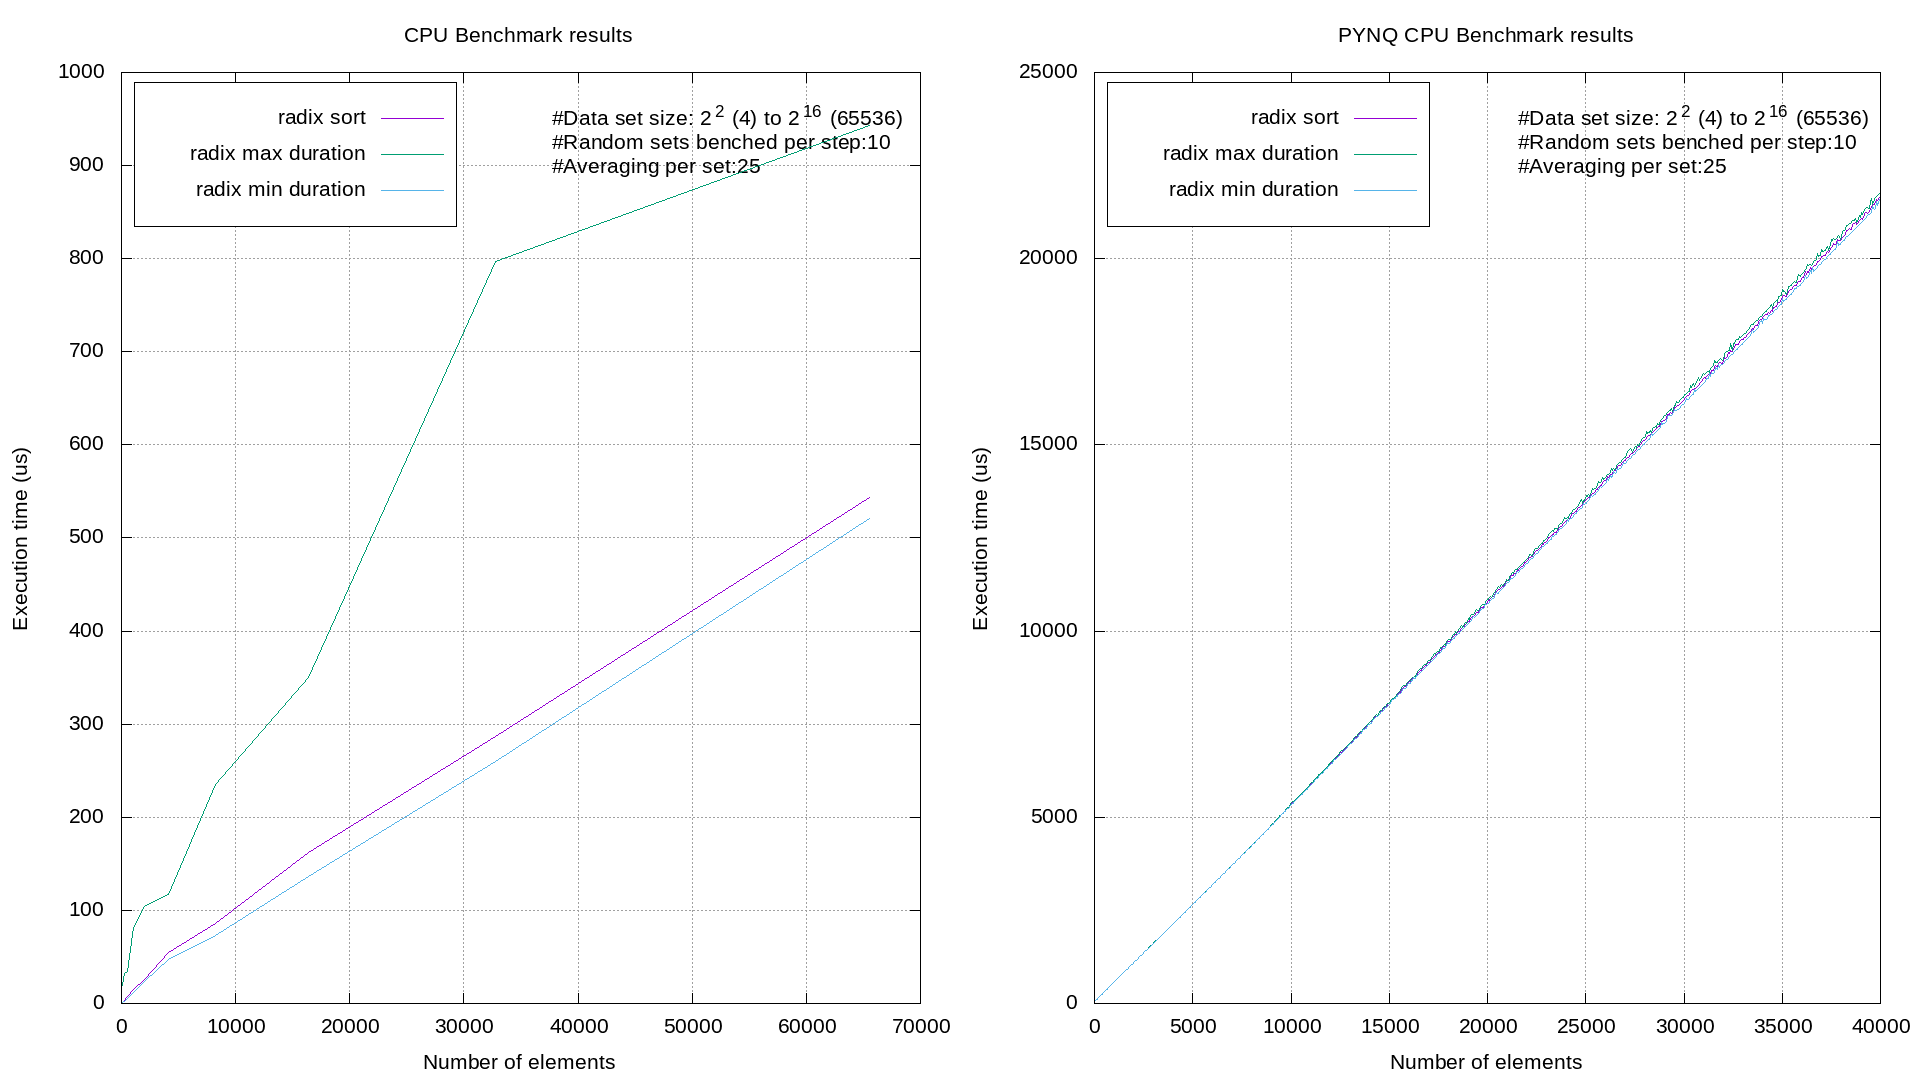 CPU Benchmark results
1000
900
800
700
600
500
400
300
200
100
0
Execution time (us)
radix sort
radix max duration
radix min duration
#Data set size: 2^2 (4) to 2^16 (65536)
#Random sets benched per step:10
#Averaging per set:25
0 10000 20000 30000 40000 50000 60000 70000
Number of elements
PYNQ CPU Benchmark results
25000
20000
15000
10000
5000
0
Execution time (us)
radix sort
radix max duration
radix min duration
#Data set size: 2^2 (4) to 2^16 (65536)
#Random sets benched per step:10
#Averaging per set:25
0 5000 10000 15000 20000 25000 30000 35000 40000
Number of elements